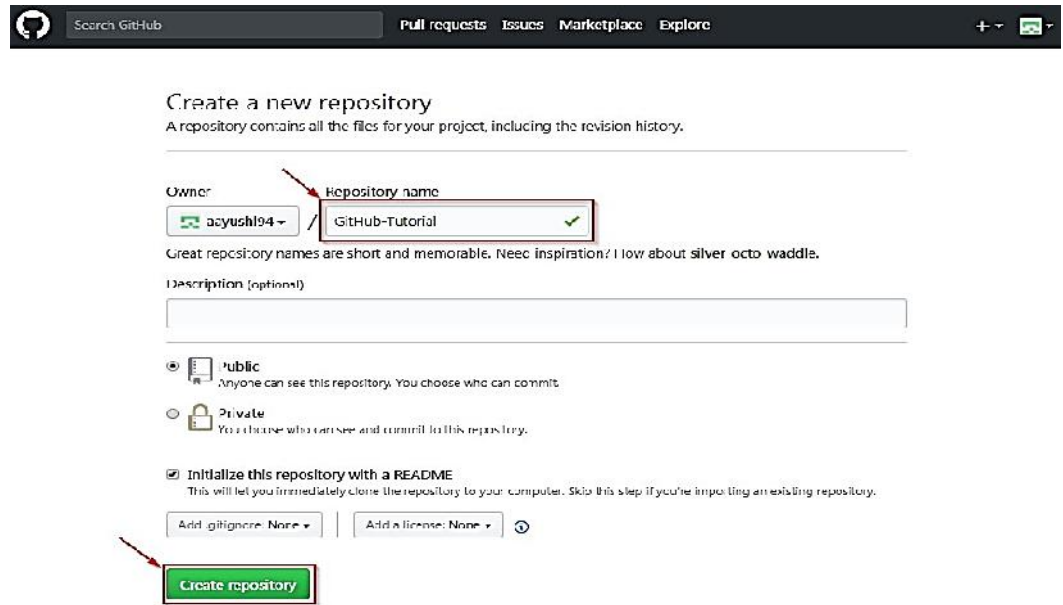 Search GitHub
Pull requests Issues Marketplace Explore
Create a new repository
A repository contains all the files for your project, including the revision history.
Owner
Repository name
aayushi94 / GitHub-Tutorial
Great repository names are short and memorable. Need inspiration? How about silver octo waddle.
Description (optional)
Public
Anyone can see this repository. You choose who can commit.
Private
You choose who can see and commit to this repository.
Initialize this repository with a README
This will let you immediately clone the repository to your computer. Skip this step if you're importing an existing repository.
Add .gitignore: None
Add a license: None
Create repository